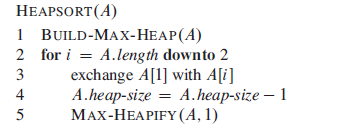 HEAPSORT(A)
1 BUILD-MAX-HEAP(A)
2 for i = A.length downto 2
3 exchange A[1] with A[i]
4 A.heap-size = A.heap-size − 1
5 MAX-HEAPIFY(A, 1)